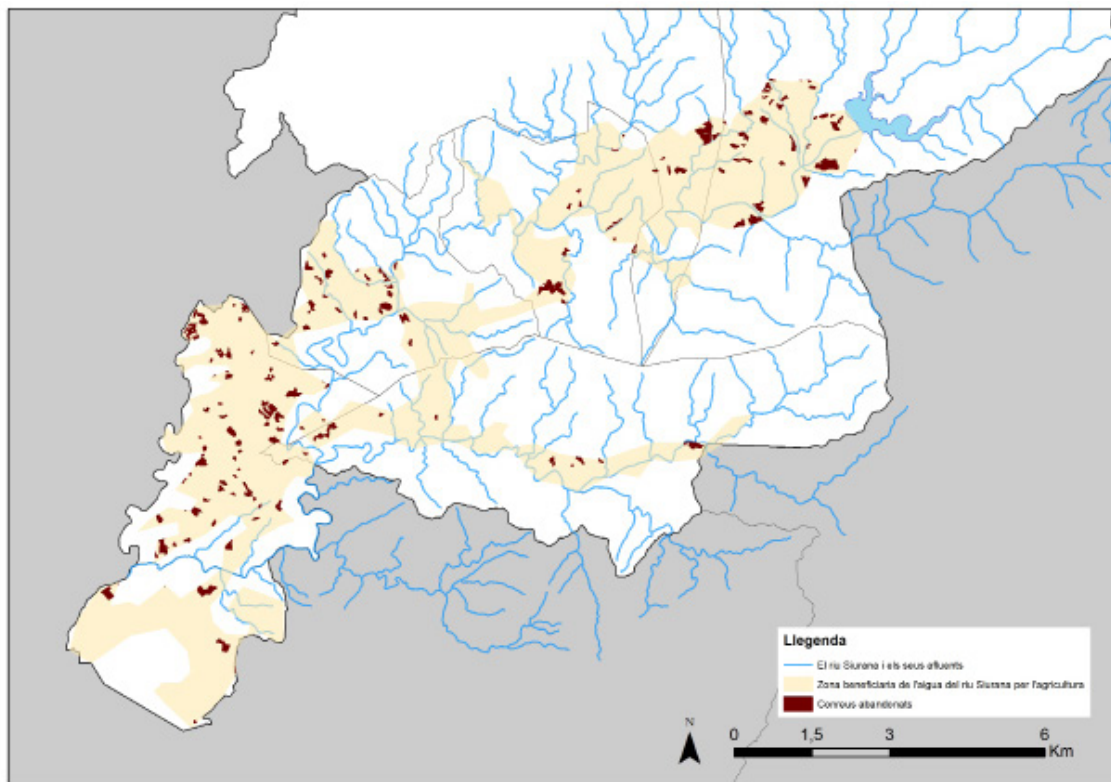 Llegenda
El riu Siurana i els seus afluents
Zona beneficiaria de l'aigua del riu Siurana per l'agricultura
Conreus abandonats
N
0 1,5 3 6
Km